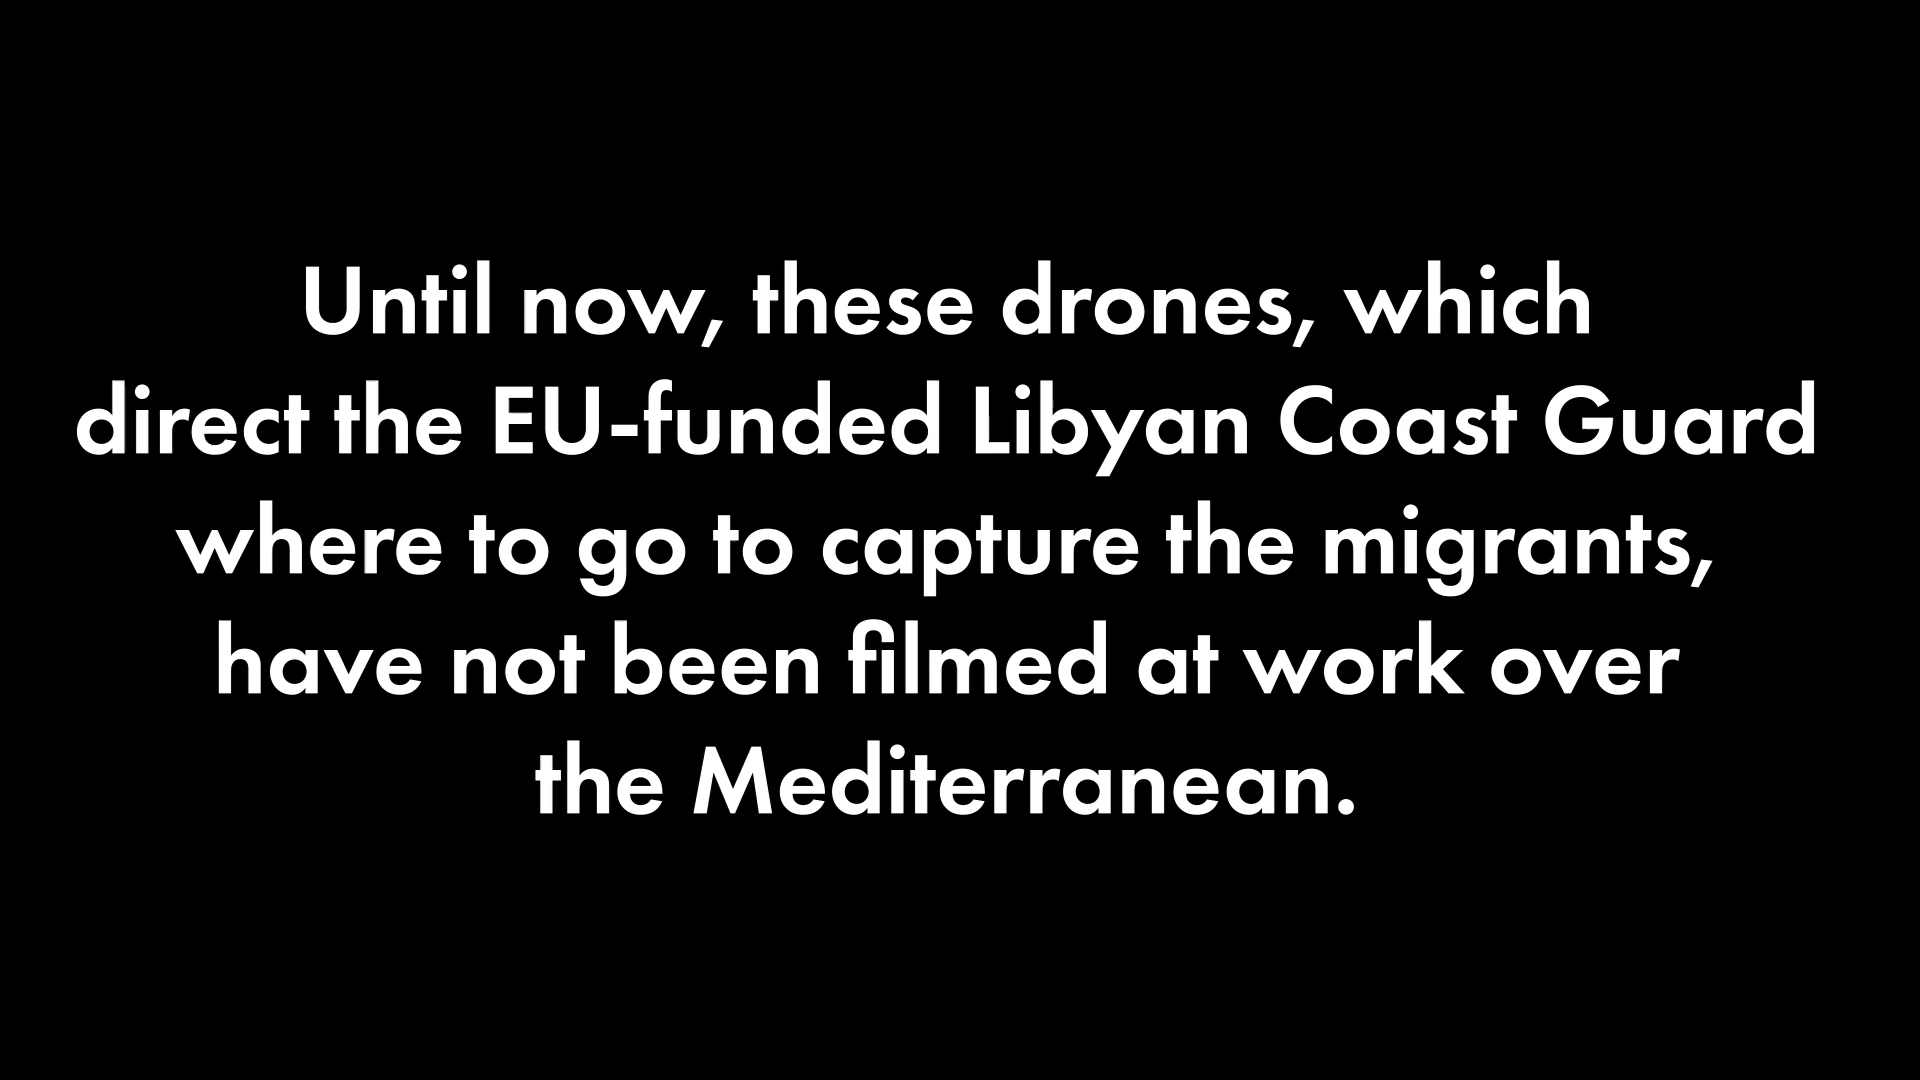 Until now, these drones, which
direct the EU-funded Libyan Coast Guard
where to go to capture the migrants,
have not been filmed at work over
the Mediterranean.